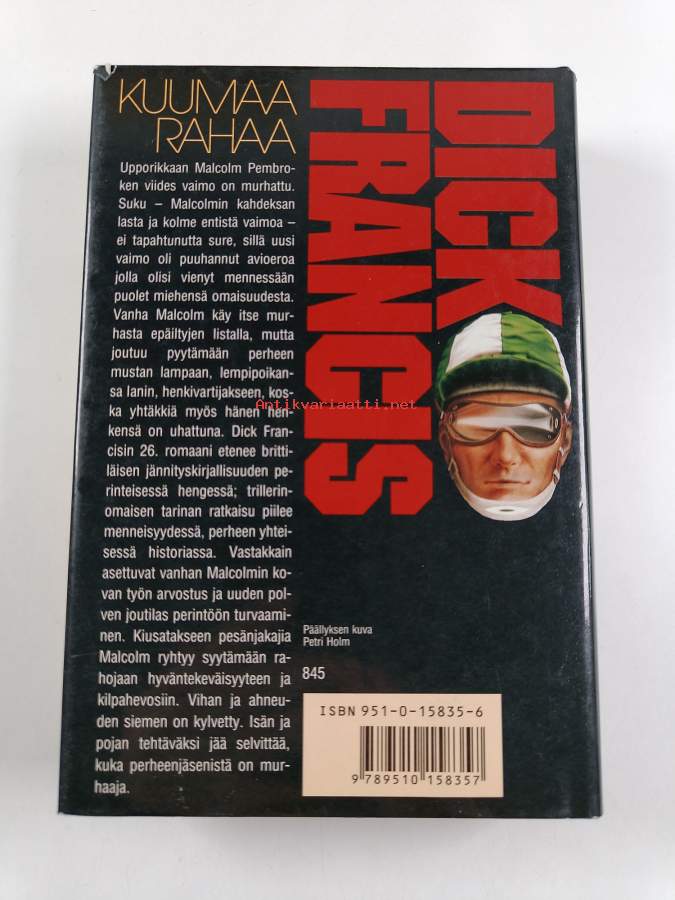 KUUMAA
RAHAA
Upporikkaan Malcolm Pembro-
ken viides vaimo on murhattu.
Suku – Malcolmin kahdeksan
lasta ja kolme entistä vaimoa –
ei tapahtunutta sure, sillä uusi
vaimo oli puuhannut avioeroa
jolla olisi vienyt mennessään
puolet miehensä omaisuudesta.
Vanha Malcolm käy itse mur-
hasta epäiltyjen listalla, mutta
joutuu pyytämään perheen
mustan lampaan, lempipoikan-
sa Ianin, henkivartijakseen, kos-
ka yhtäkkiä myös hänen hen-
kensä on uhattuna. Dick Fran-
cisin 26. romaani etenee britti-
läisen jännityskirjallisuuden pe-
rinteisessä hengessä; trillerin-
omaisen tarinan ratkaisu piilee
menneisyydessä, perheen yhtei-
sessä historiassa. Vastakkain
asettuvat vanhan Malcolmin ko-
van työn arvostus ja uuden pol-
ven joutilas perintöön turvaami-
nen. Kiusatakseen pesänjakajia
Malcolm ryhtyy syytämään ra-
hojaan hyväntekeväisyyteen ja
kilpahevosiin. Vihan ja ahneu-
den siemen on kylvetty. Isän ja
pojan tehtäväksi jää selvittää,
kuka perheenjäsenistä on mur-
haaja.
DICK
FRANCIS
Antikvariaatti.net
Päällyksen kuva
Petri Holm
845
ISBN 951-0-15835-6
9 789510 158357